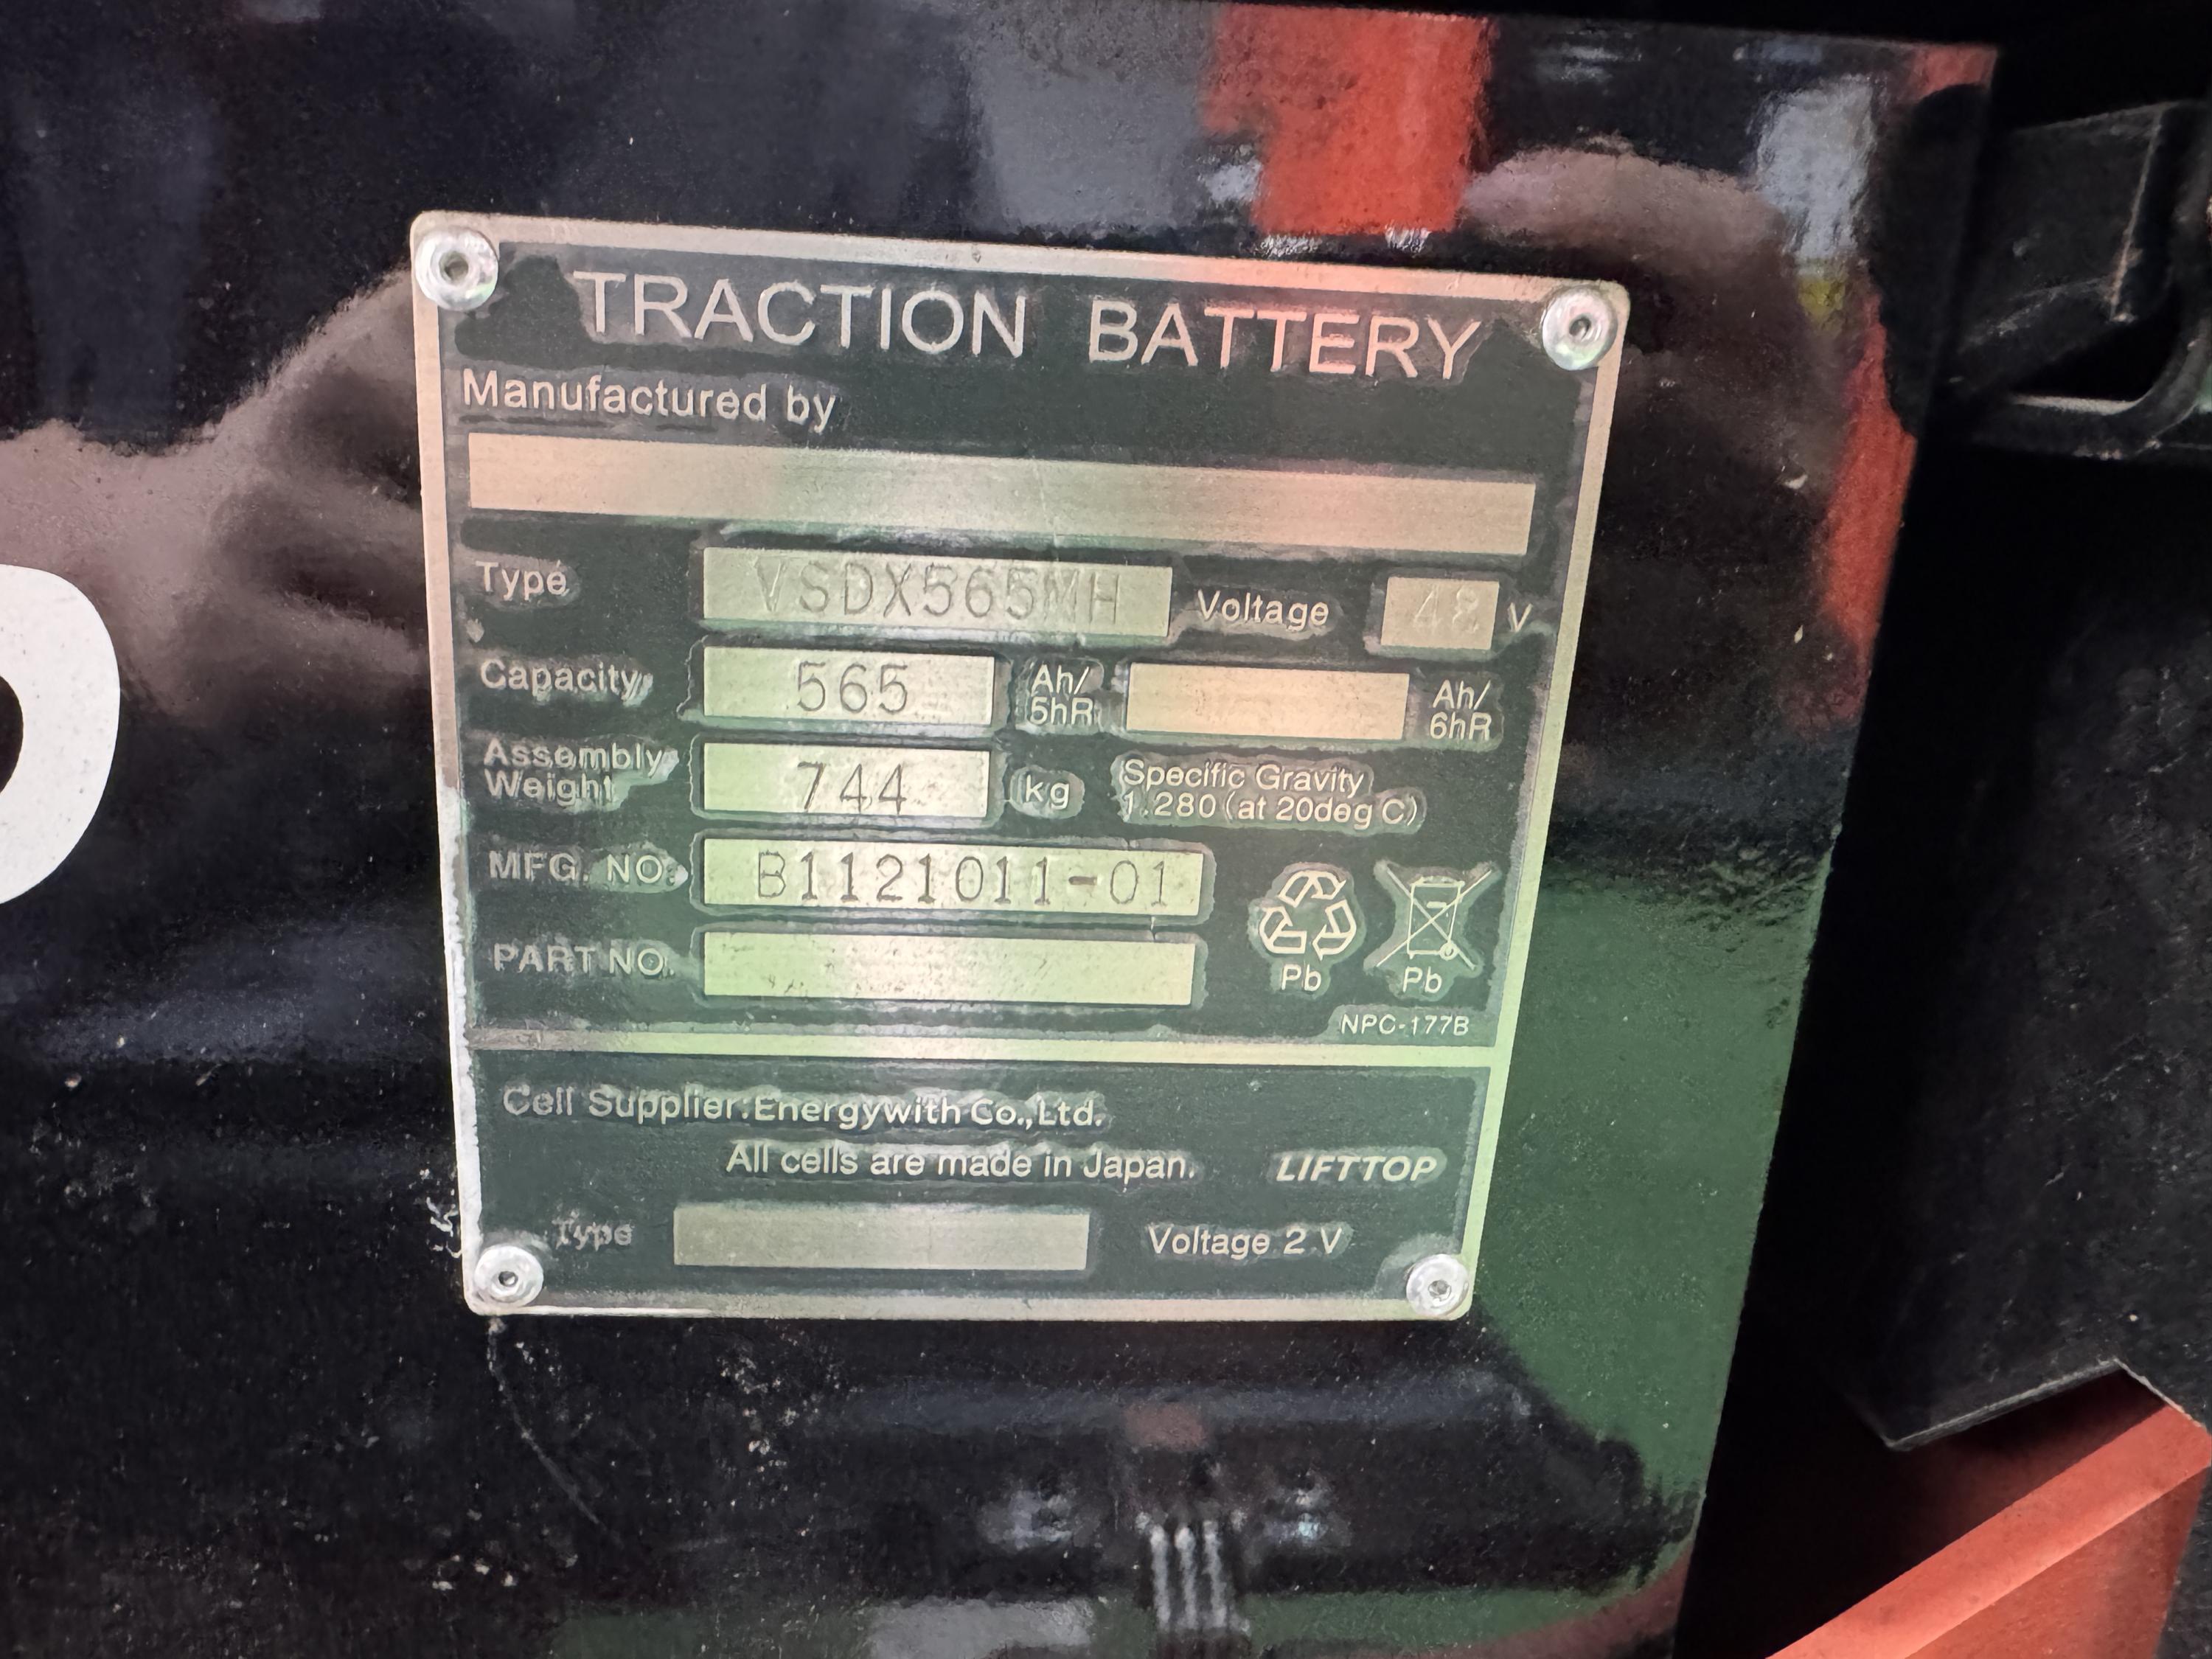 TRACTION BATTERY
Manufactured by
Type VSDX565MH Voltage 48 V
Capacity 565 Ah/5hR Ah/6hR
Assembly Weight 744 kg Specific Gravity 1.280 (at 20deg C)
MFG. NO. B1121011-01
PART NO.
Pb Pb
NPC-177B
Cell Supplier:Energywith Co.,Ltd.
All cells are made in Japan. LIFTTOP
Type Voltage 2 V